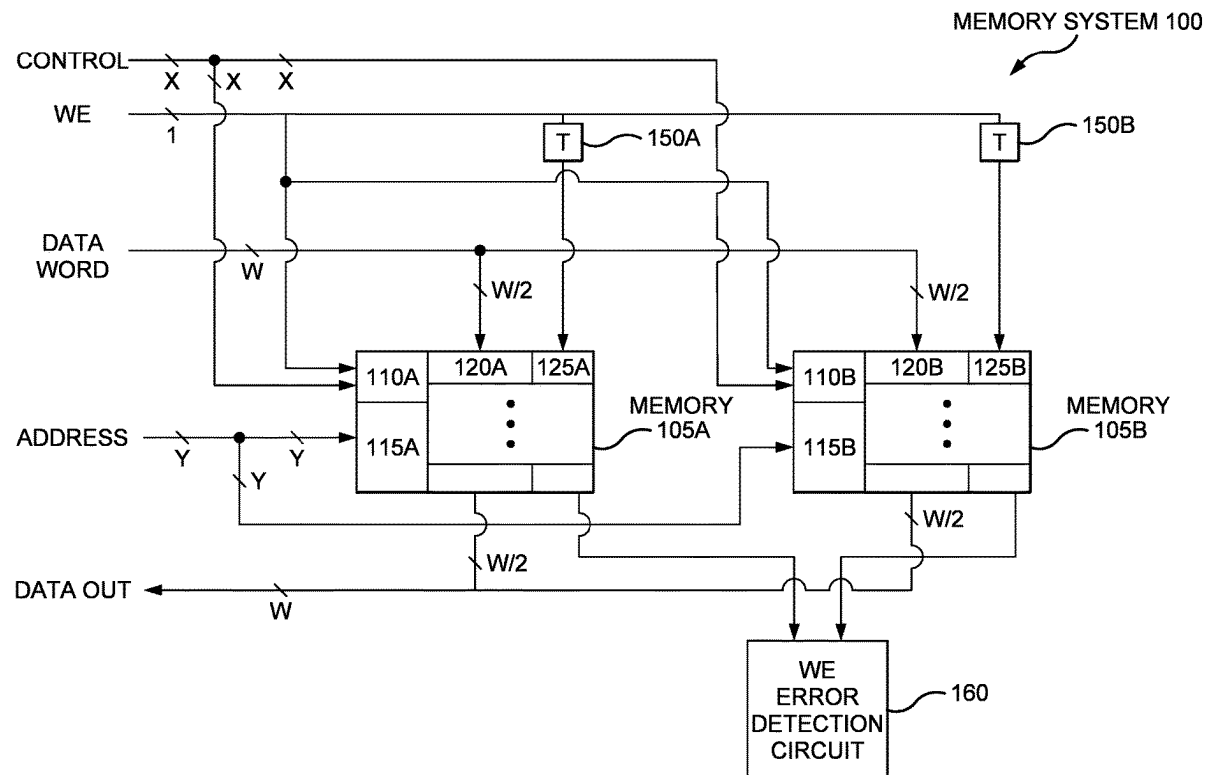 MEMORY SYSTEM 100
CONTROL
X
X
X
WE
1
T
150A
T
150B
DATA
WORD
W
W/2
W/2
110A
120A
125A
110B
120B
125B
MEMORY
105A
MEMORY
105B
ADDRESS
Y
Y
Y
115A
115B
W/2
W/2
DATA OUT
W
WE
ERROR
DETECTION
CIRCUIT
160